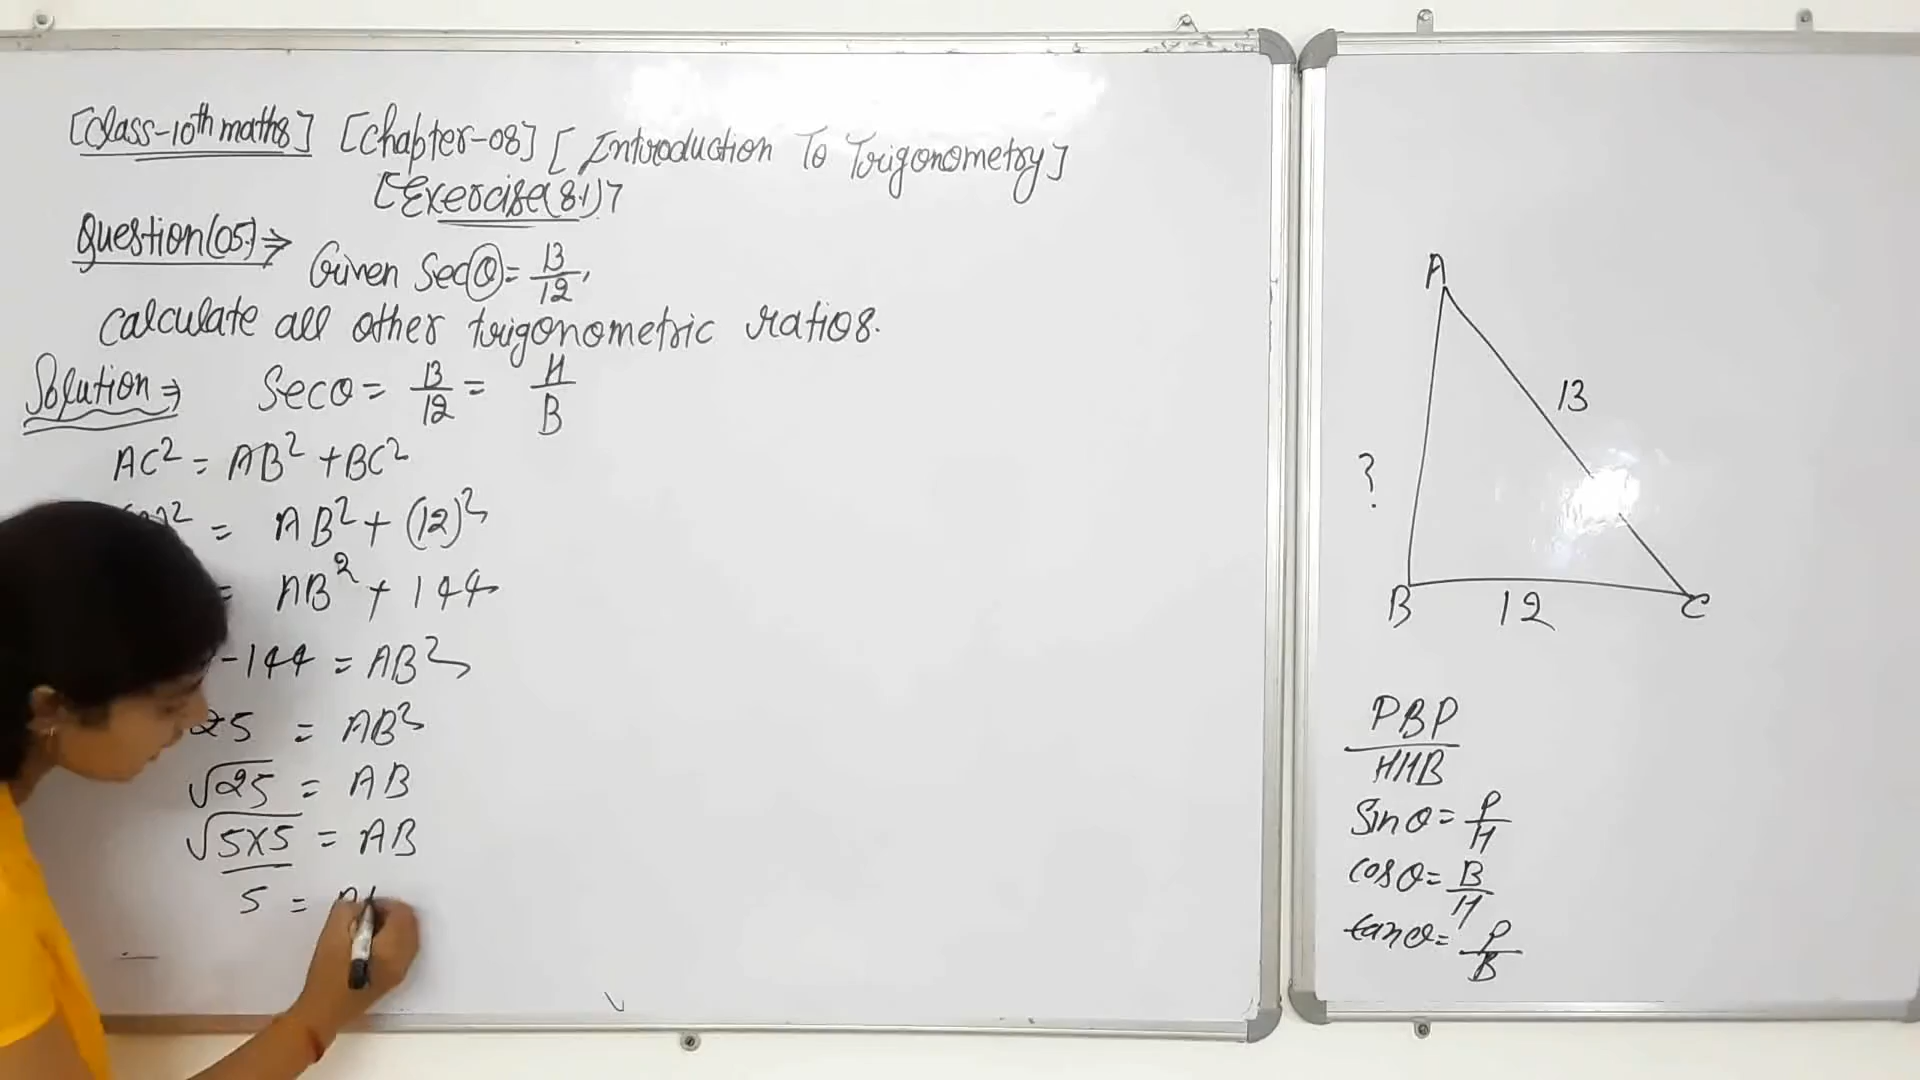 [Class-10th maths] [Chapter-08] [Introduction To Trigonometry]
[Exercise(8.1)]
Question(05)⇒ Given Secθ = 13/12,
Calculate all other trigonometric ratios.
Solution⇒ Secθ = 13/12 = H/B
AC² = AB² + BC²
= AB² + (12)²
= AB² + 144
-144 = AB²
25 = AB²
√25 = AB
√5×5 = AB
5 =
A
13
?
B 12 C
PBP/HHB
Sinθ = P/H
cosθ = B/H
tanθ = P/B